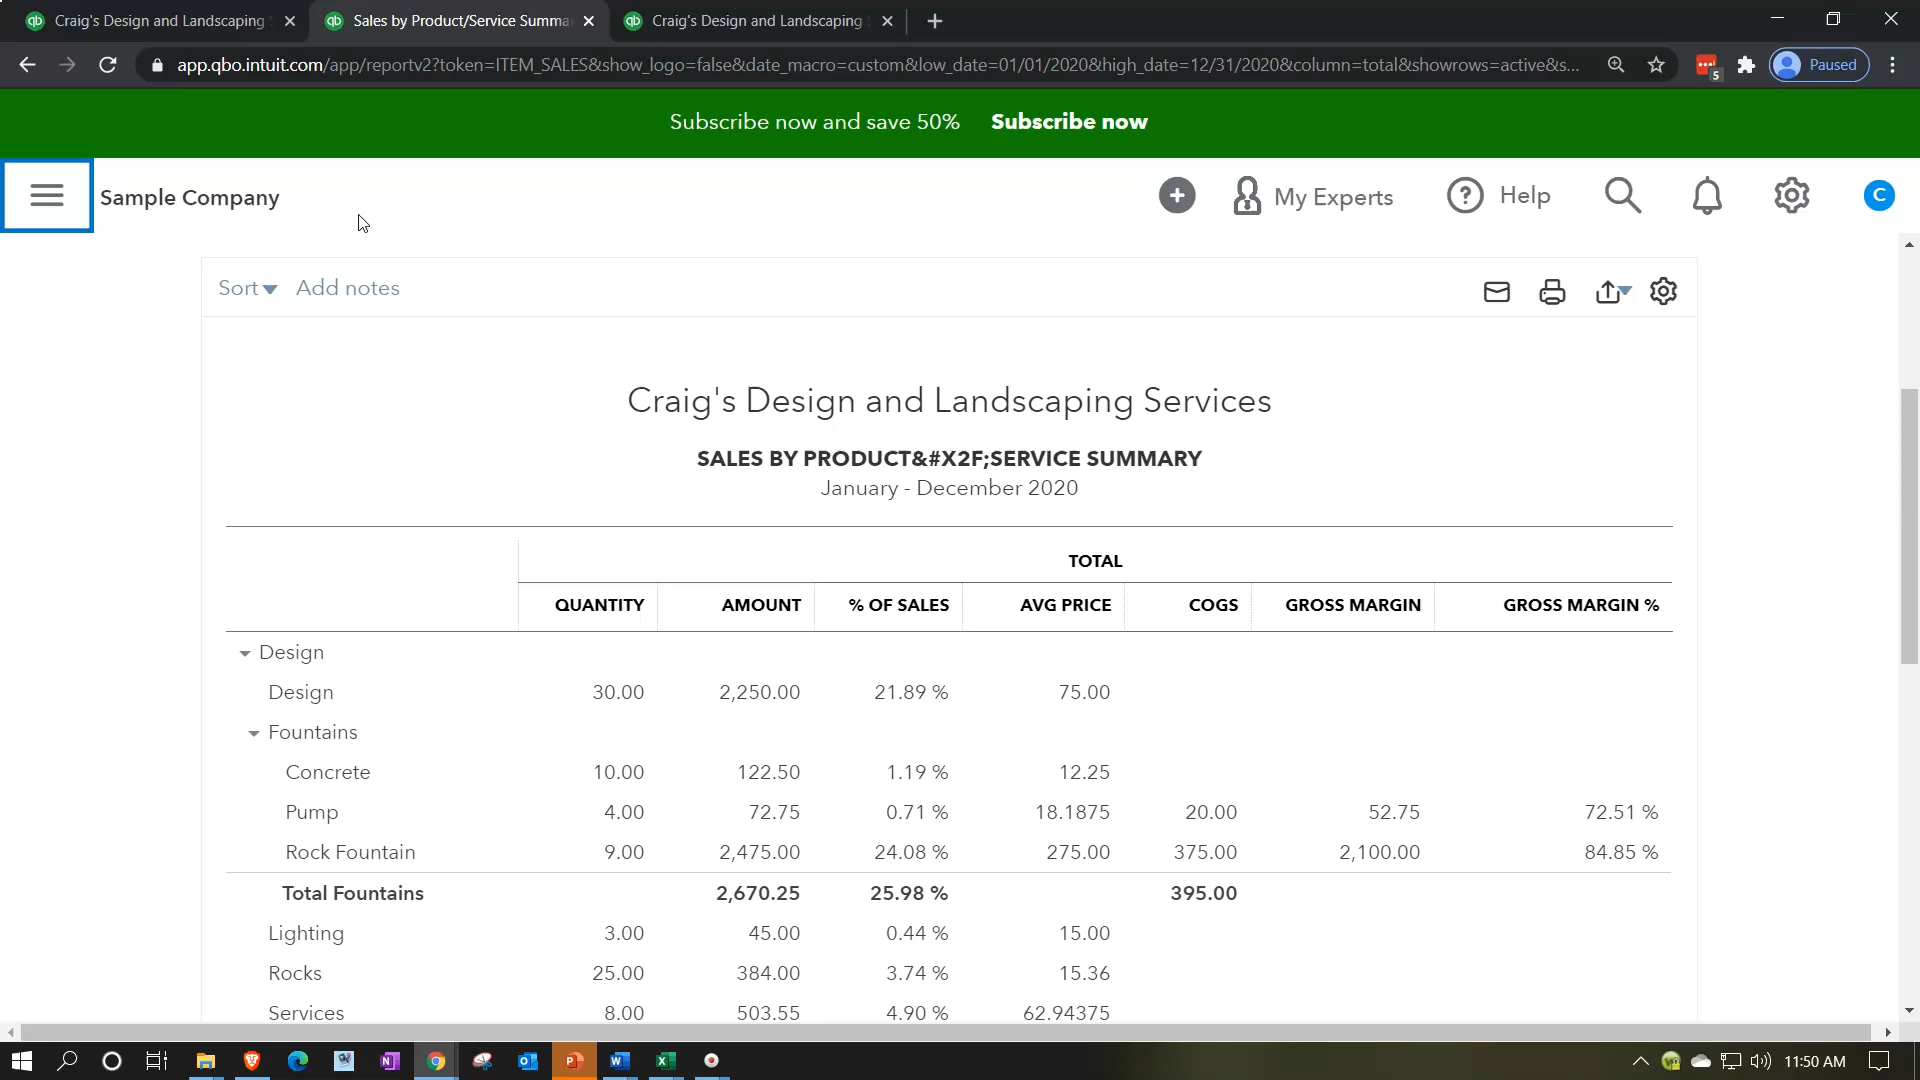 Craig's Design and Landscaping
Sales by Product/Service Summa
Craig's Design and Landscaping
app.qbo.intuit.com/app/reportv2?token=ITEM_SALES&show_logo=false&date_macro=custom&low_date=01/01/2020&high_date=12/31/2020&column=total&showrows=active&s...
5
Paused
Subscribe now and save 50% Subscribe now
Sample Company
My Experts
Help
C
Sort Add notes
Craig's Design and Landscaping Services
SALES BY PRODUCT&#X2F;SERVICE SUMMARY
January - December 2020
TOTAL
QUANTITY AMOUNT % OF SALES AVG PRICE COGS GROSS MARGIN GROSS MARGIN %
Design
Design 30.00 2,250.00 21.89 % 75.00
Fountains
Concrete 10.00 122.50 1.19 % 12.25
Pump 4.00 72.75 0.71 % 18.1875 20.00 52.75 72.51 %
Rock Fountain 9.00 2,475.00 24.08 % 275.00 375.00 2,100.00 84.85 %
Total Fountains 2,670.25 25.98 % 395.00
Lighting 3.00 45.00 0.44 % 15.00
Rocks 25.00 384.00 3.74 % 15.36
Services 8.00 503.55 4.90 % 62.94375
11:50 AM